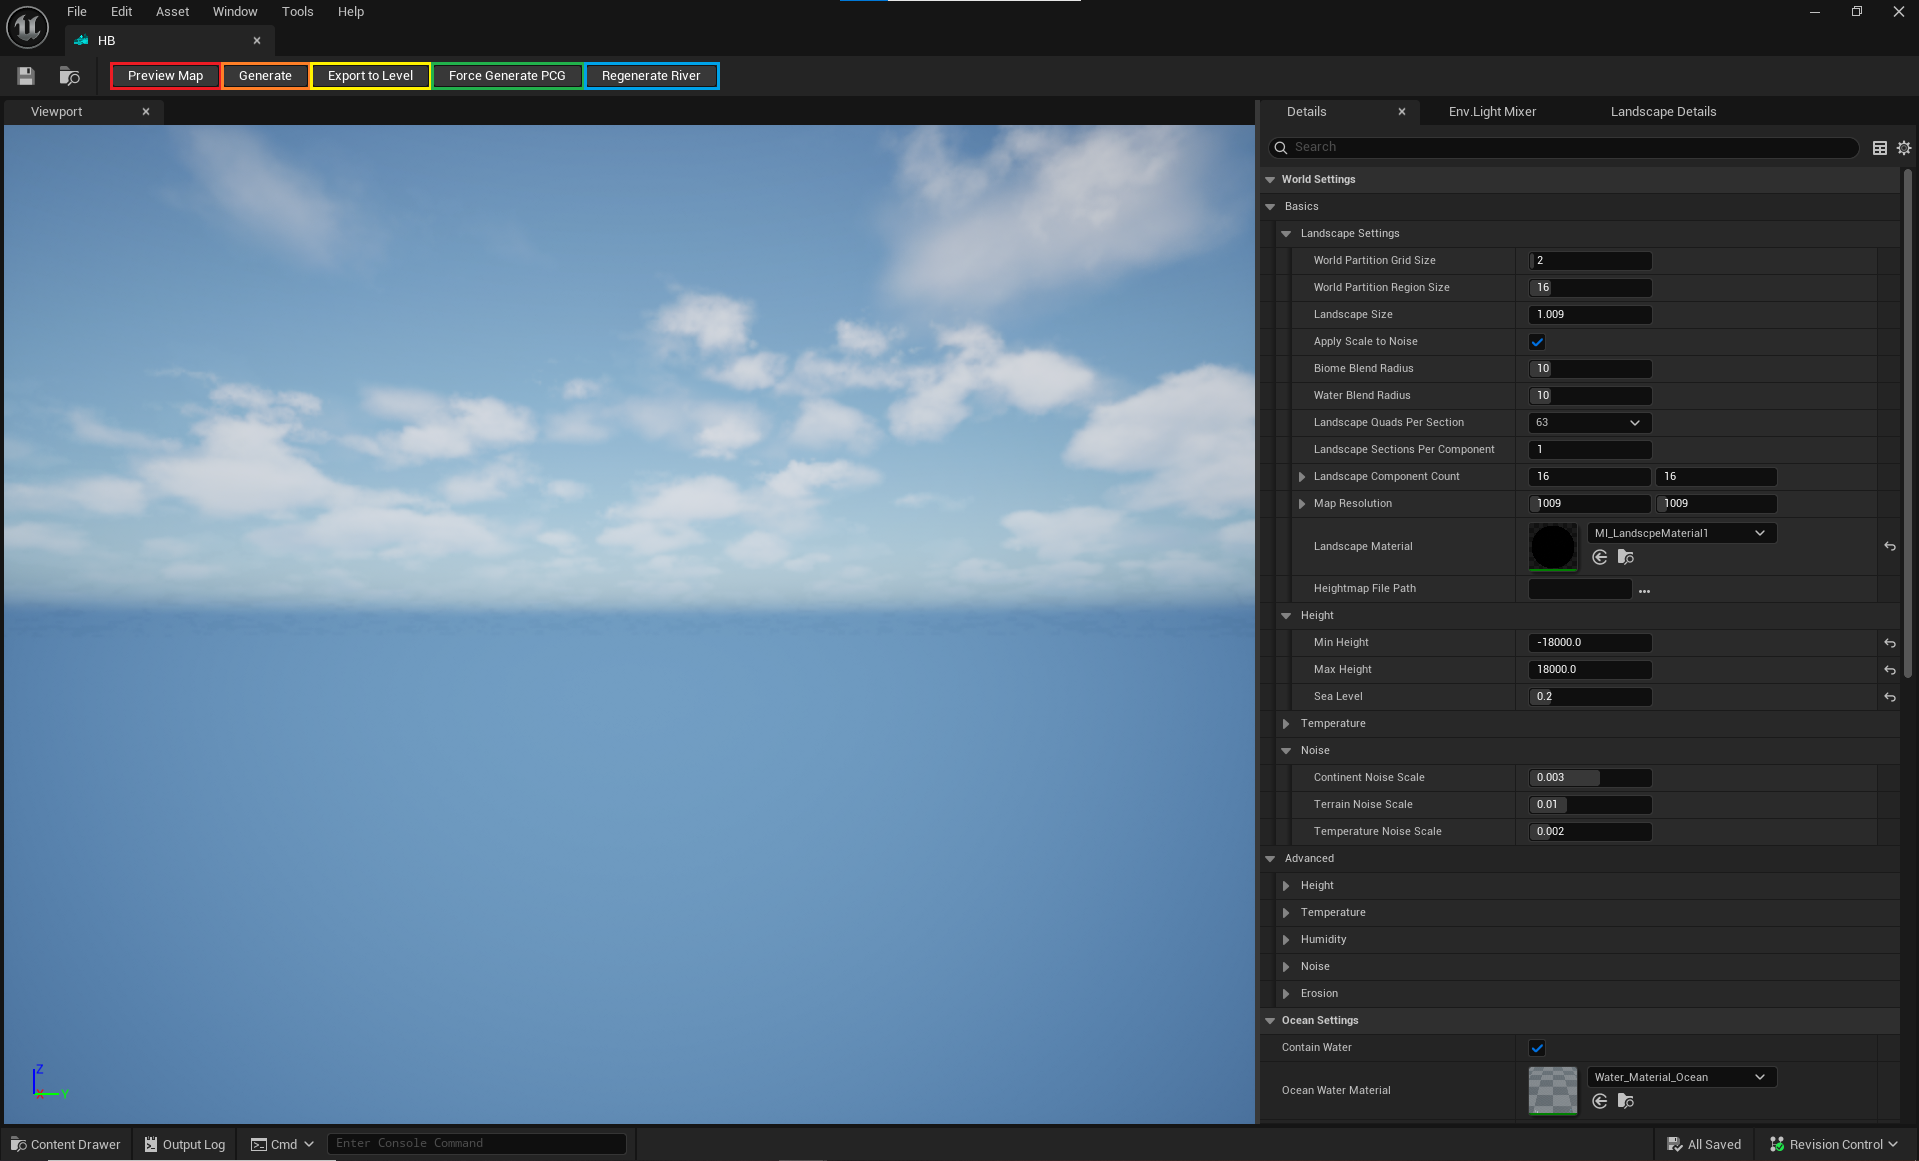 File Edit Asset Window Tools Help
HB
Preview Map Generate Export to Level Force Generate PCG Regenerate River
Viewport
Details Env.Light Mixer Landscape Details
Search
World Settings
Basics
Landscape Settings
World Partition Grid Size 2
World Partition Region Size 16
Landscape Size 1.009
Apply Scale to Noise
Biome Blend Radius 10
Water Blend Radius 10
Landscape Quads Per Section 63
Landscape Sections Per Component 1
Landscape Component Count 16 16
Map Resolution 1009 1009
Landscape Material MI_LandscpeMaterial1
Heightmap File Path
Height
Min Height -18000.0
Max Height 18000.0
Sea Level 0.2
Temperature
Noise
Continent Noise Scale 0.003
Terrain Noise Scale 0.01
Temperature Noise Scale 0.002
Advanced
Height
Temperature
Humidity
Noise
Erosion
Ocean Settings
Contain Water
Ocean Water Material Water_Material_Ocean
Z
X Y
Content Drawer Output Log Cmd Enter Console Command All Saved Revision Control